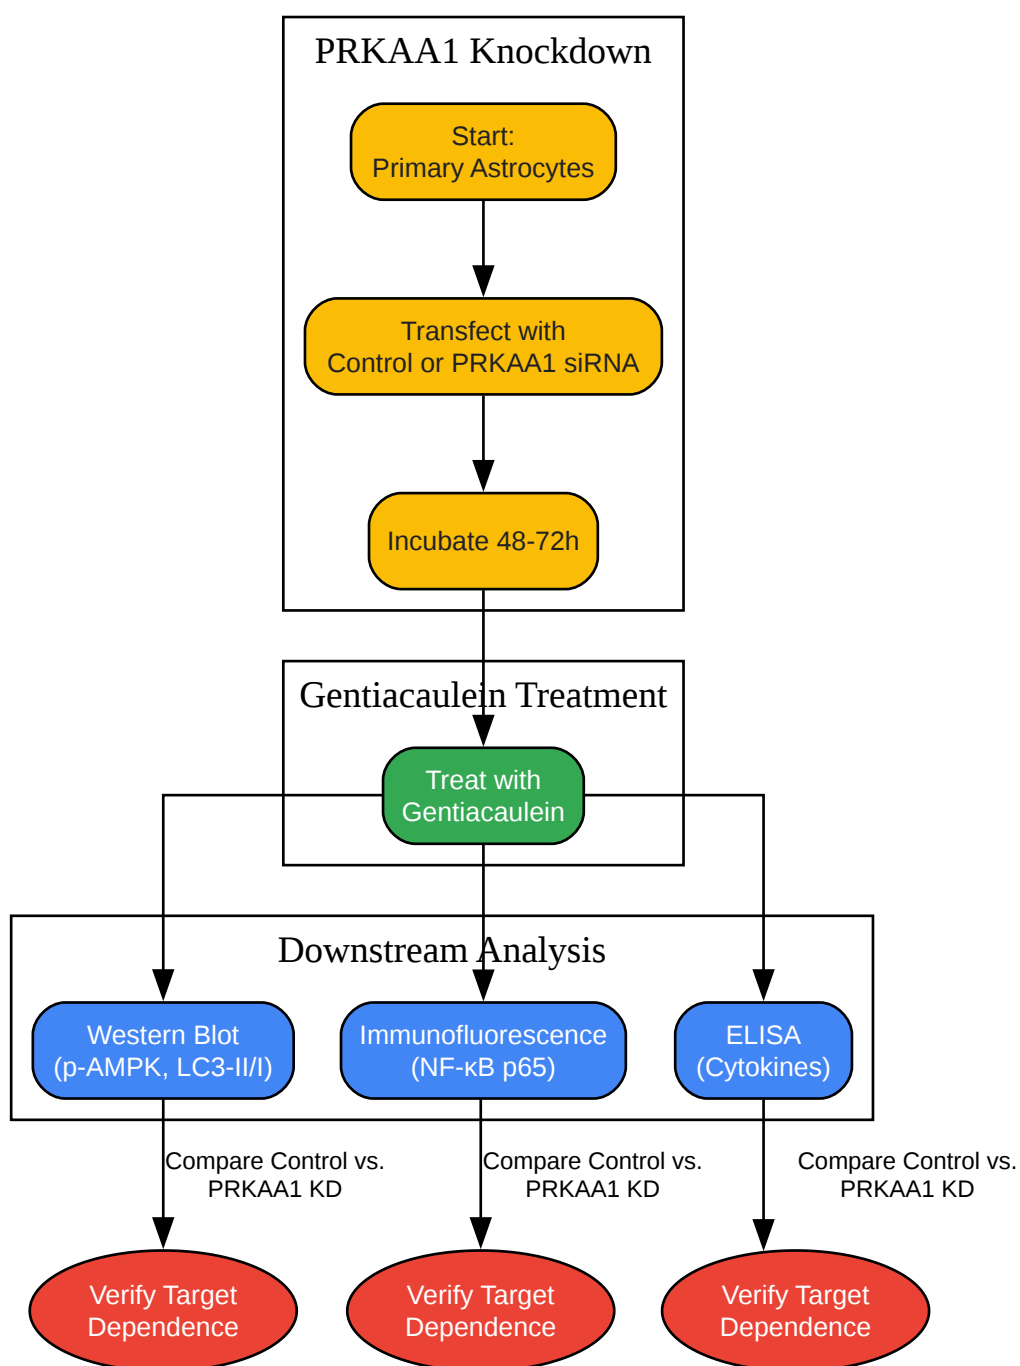 PRKAA1 Knockdown
Start:
Primary Astrocytes
Transfect with
Control or PRKAA1 siRNA
Incubate 48-72h
Gentiacaulein Treatment
Treat with
Gentiacaulein
Downstream Analysis
Western Blot
(p-AMPK, LC3-II/I)
Immunofluorescence
(NF-κB p65)
ELISA
(Cytokines)
Compare Control vs.
PRKAA1 KD
Compare Control vs.
PRKAA1 KD
Compare Control vs.
PRKAA1 KD
Verify Target
Dependence
Verify Target
Dependence
Verify Target
Dependence